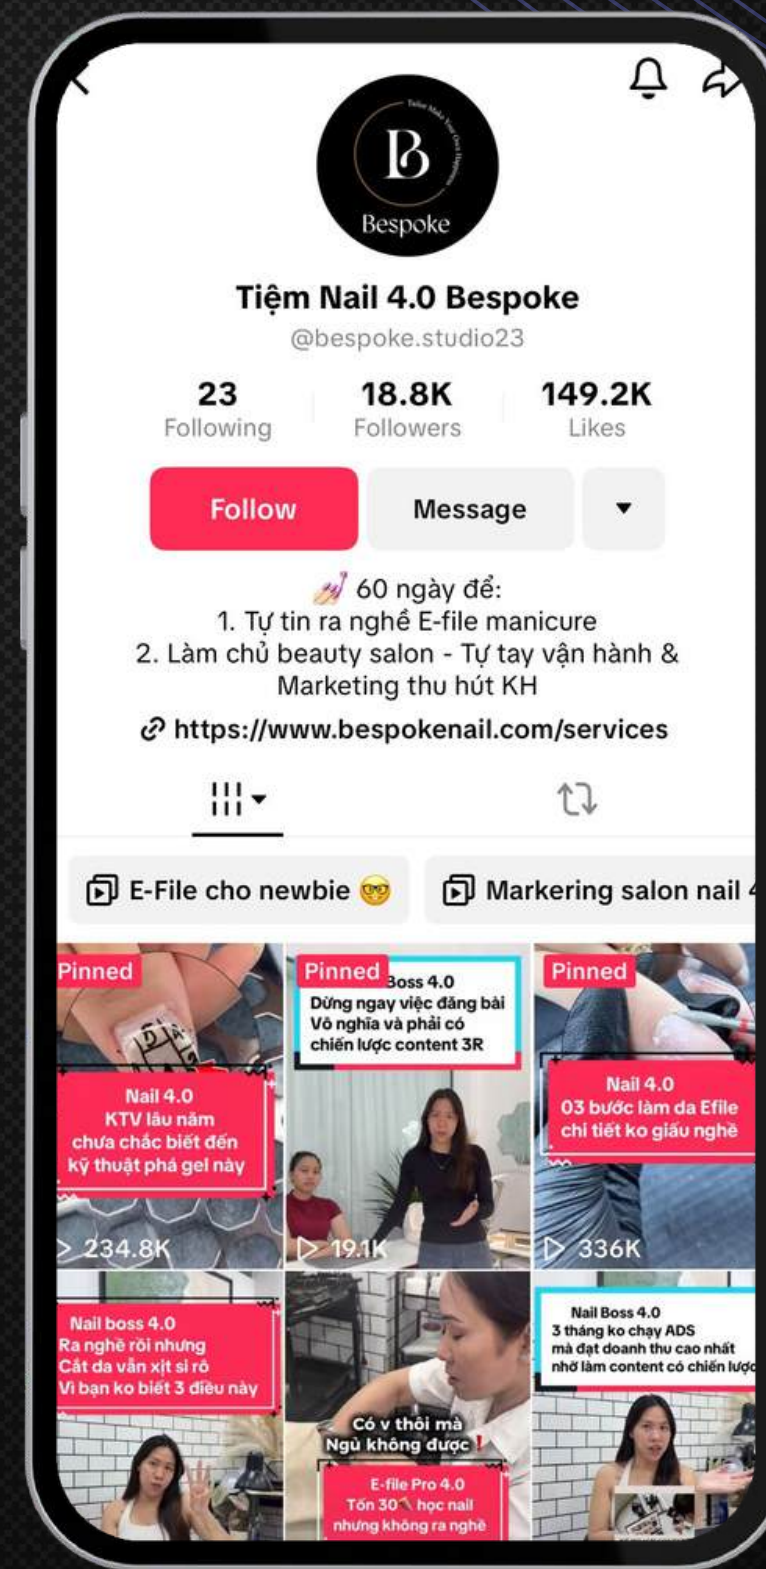 Tailor Make Your Own Happiness
B
Bespoke
Tiệm Nail 4.0 Bespoke
@bespoke.studio23
23
Following
18.8K
Followers
149.2K
Likes
Follow
Message
60 ngày để:
1. Tự tin ra nghề E-file manicure
2. Làm chủ beauty salon - Tự tay vận hành &
Marketing thu hút KH
https://www.bespokenail.com/services
E-File cho newbie 🤓
Markering salon nail 4
Pinned
Nail 4.0
KTV lâu năm
chưa chắc biết đến
kỹ thuật phá gel này
234.8K
Pinned
Boss 4.0
Dừng ngay việc đăng bài
Vô nghĩa và phải có
chiến lược content 3R
19.1K
Pinned
Nail 4.0
03 bước làm da Efile
chi tiết ko giấu nghề
336K
Nail boss 4.0
Ra nghề rồi nhưng
Cắt da vẫn xịt si rô
Vì bạn ko biết 3 điều này
Có v thôi mà
Ngủ không được❗
E-file Pro 4.0
Tốn 30 học nail
nhưng không ra nghề
Nail Boss 4.0
3 tháng ko chạy ADS
mà đạt doanh thu cao nhất
nhờ làm content có chiến lược